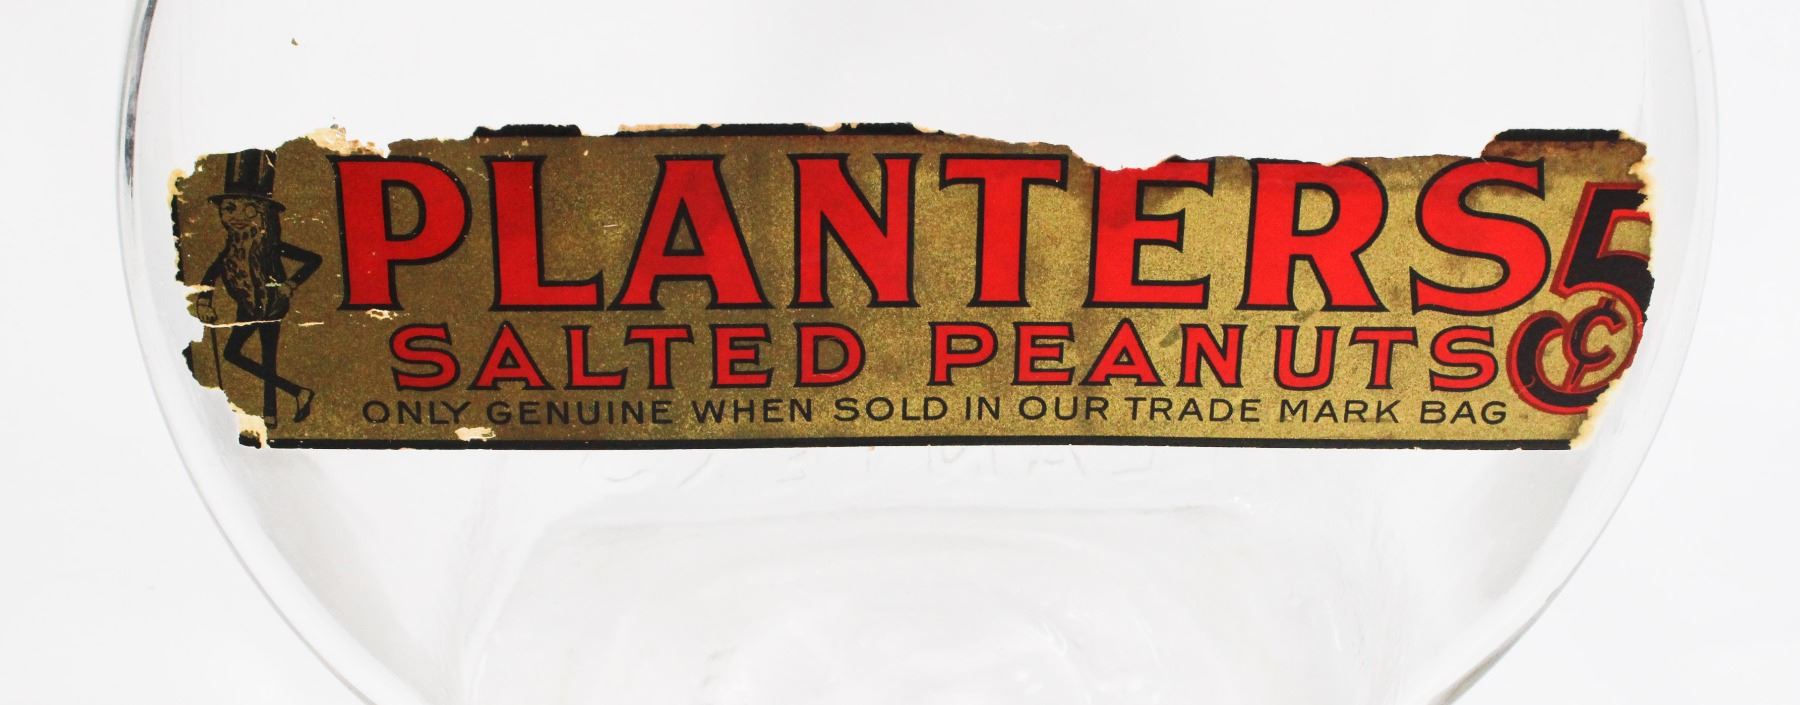 PLANTERS 5¢
SALTED PEANUTS
ONLY GENUINE WHEN SOLD IN OUR TRADE MARK BAG